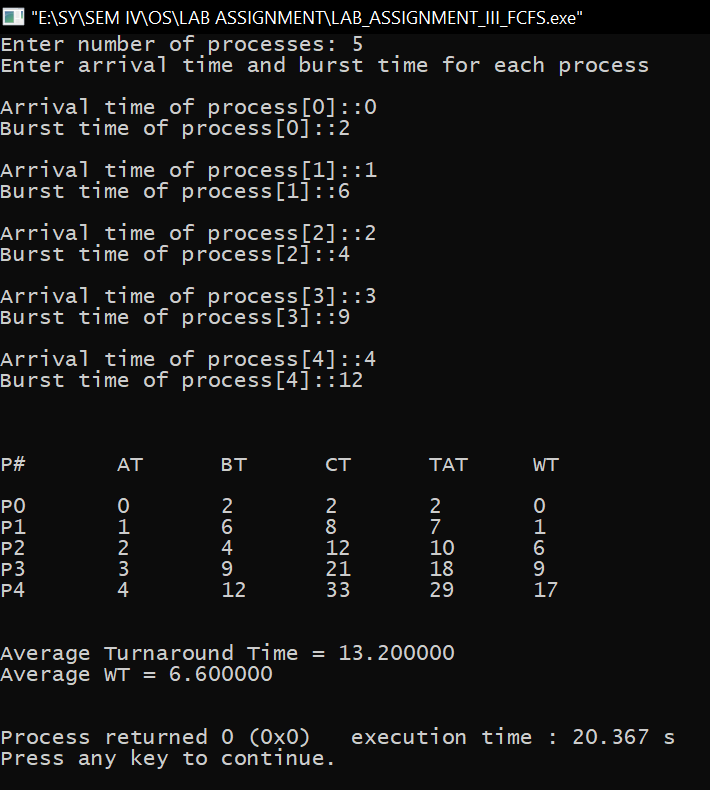 "E:\SY\SEM IV\OS\LAB ASSIGNMENT\LAB_ASSIGNMENT_III_FCFS.exe"
Enter number of processes: 5
Enter arrival time and burst time for each process
Arrival time of process[0]::0
Burst time of process[0]::2
Arrival time of process[1]::1
Burst time of process[1]::6
Arrival time of process[2]::2
Burst time of process[2]::4
Arrival time of process[3]::3
Burst time of process[3]::9
Arrival time of process[4]::4
Burst time of process[4]::12
P# AT BT CT TAT WT
P0 0 2 2 2 0
P1 1 6 8 7 1
P2 2 4 12 10 6
P3 3 9 21 18 9
P4 4 12 33 29 17
Average Turnaround Time = 13.200000
Average WT = 6.600000
Process returned 0 (0x0) execution time : 20.367 s
Press any key to continue.